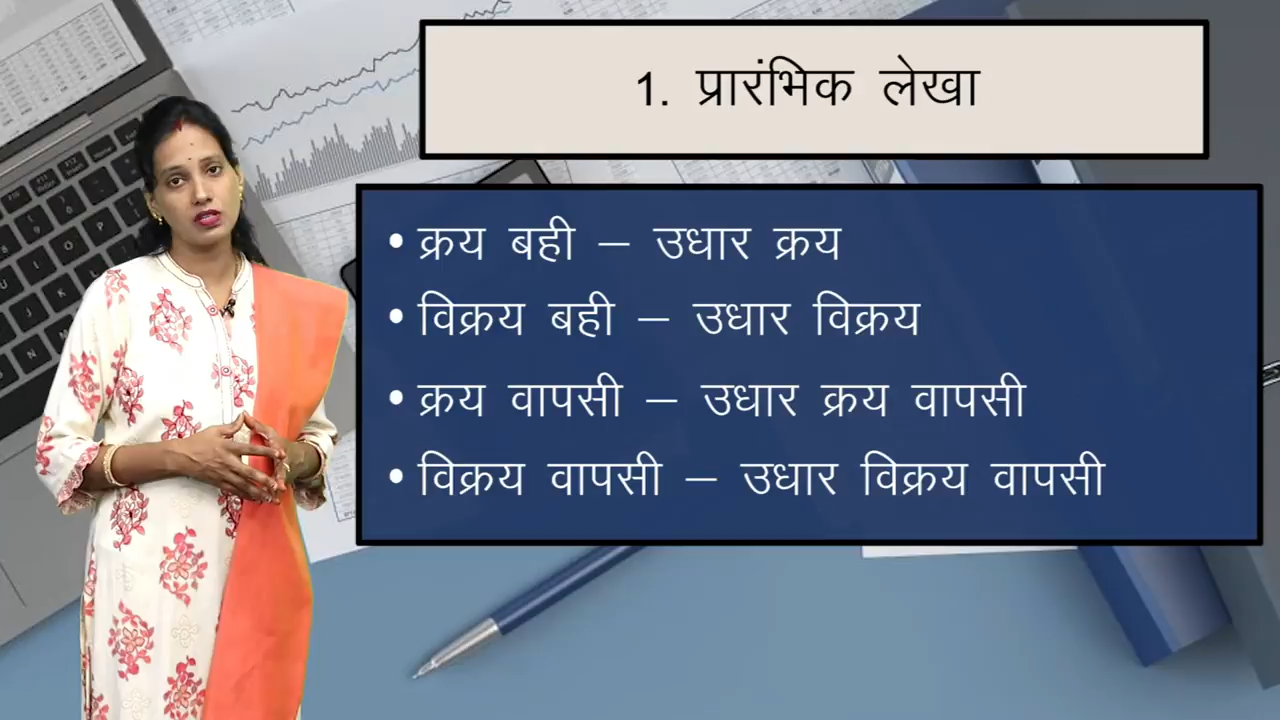 1. प्रारंभिक लेखा
• क्रय बही – उधार क्रय
• विक्रय बही – उधार विक्रय
• क्रय वापसी – उधार क्रय वापसी
• विक्रय वापसी – उधार विक्रय वापसी